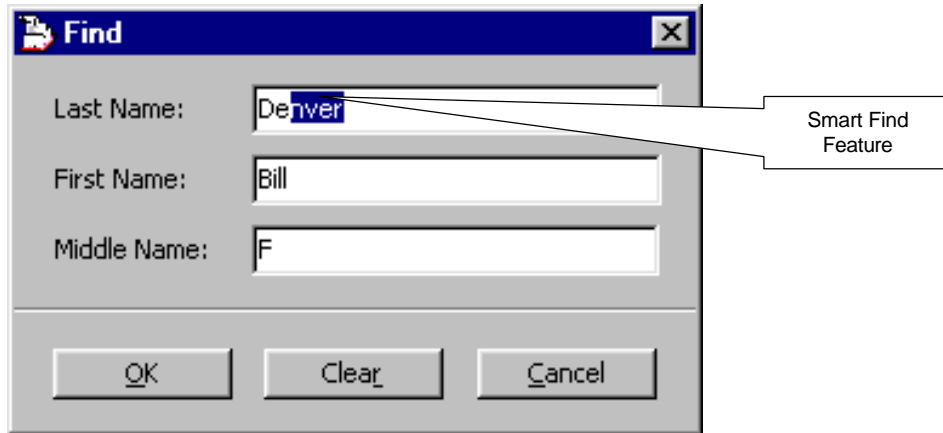 Find
Last Name: Denver
First Name: Bill
Middle Name: F
OK Clear Cancel
Smart Find
Feature